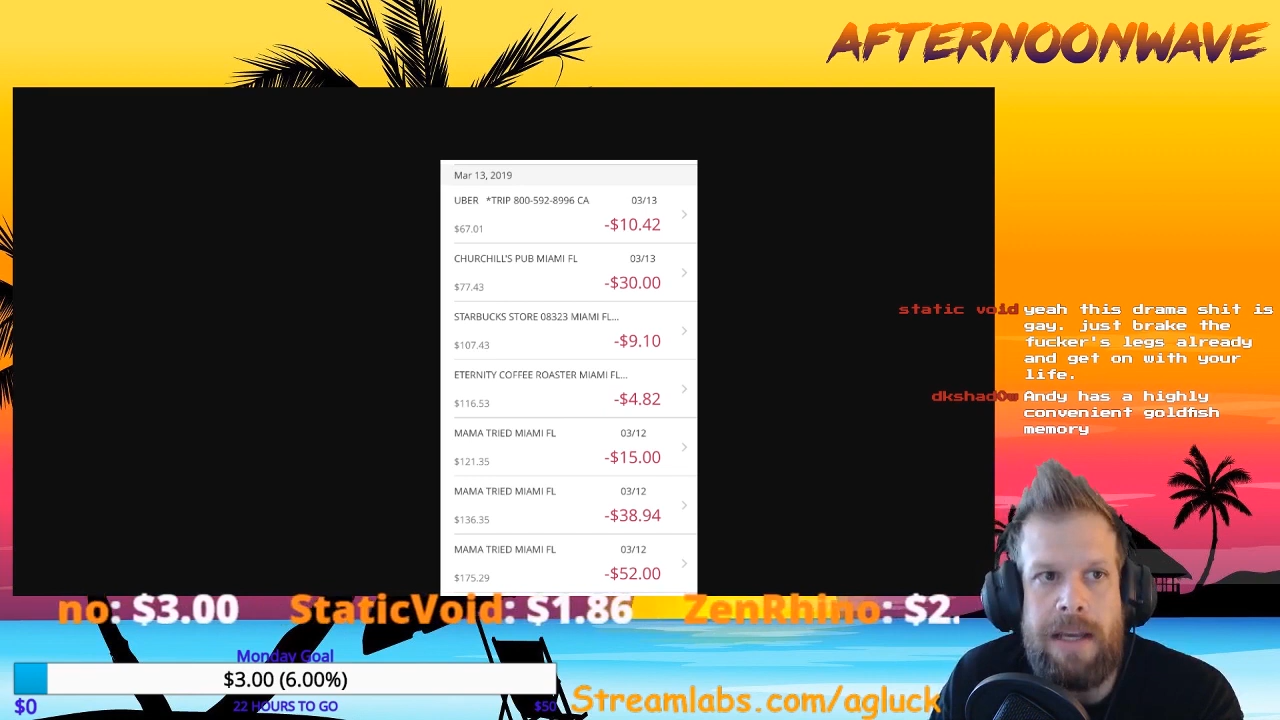 AFTERNOONWAVE
Mar 13, 2019
UBER *TRIP 800-592-8996 CA 03/13
$67.01 -$10.42
CHURCHILL'S PUB MIAMI FL 03/13
$77.43 -$30.00
STARBUCKS STORE 08323 MIAMI FL...
$107.43 -$9.10
ETERNITY COFFEE ROASTER MIAMI FL...
$116.53 -$4.82
MAMA TRIED MIAMI FL 03/12
$121.35 -$15.00
MAMA TRIED MIAMI FL 03/12
$136.35 -$38.94
MAMA TRIED MIAMI FL 03/12
$175.29 -$52.00
static void yeah this drama shit is
gay. just brake the
fucker's legs already
and get on with your
life.
dkshad0w Andy has a highly
convenient goldfish
memory
no: $3.00 StaticVoid: $1.86 ZenRhino: $2.
Monday Goal
$3.00 (6.00%)
$0 22 HOURS TO GO $50
Streamlabs.com/agluck